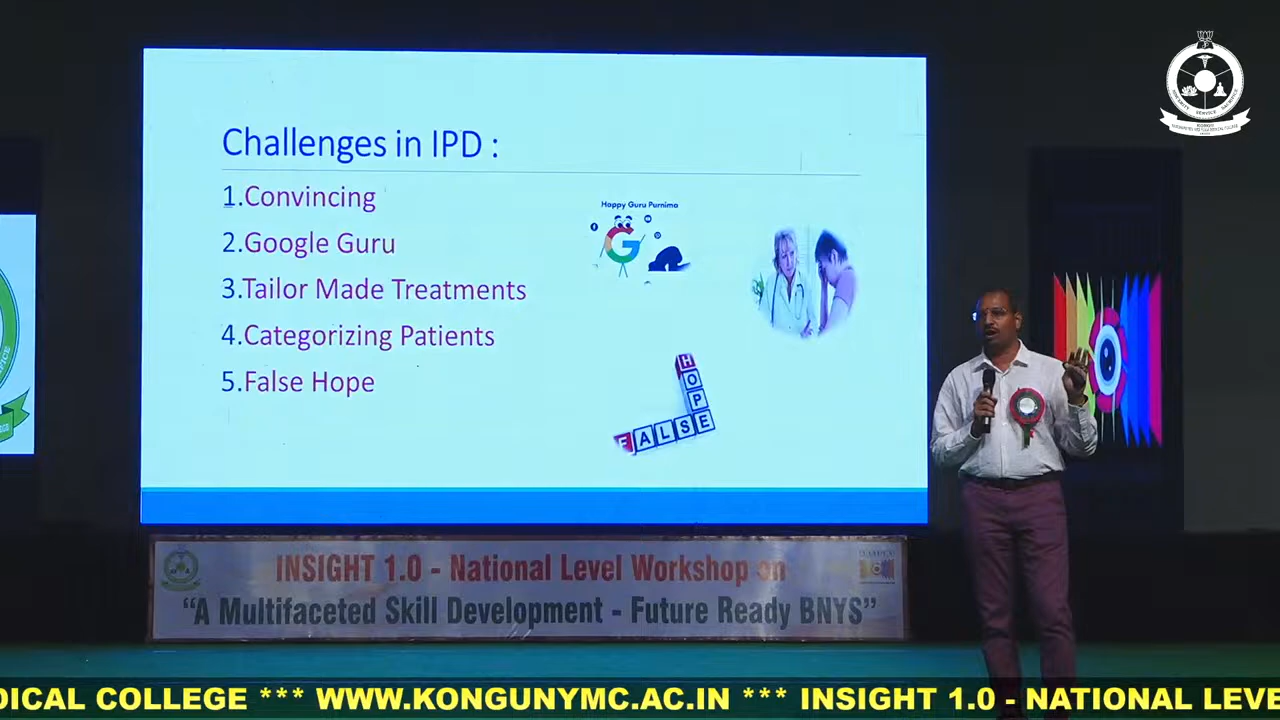 Challenges in IPD :
1.Convincing
2.Google Guru
3.Tailor Made Treatments
4.Categorizing Patients
5.False Hope
Happy Guru Purnima
G
HOPE
FALSE
INSIGHT 1.0 - National Level Workshop on
“A Multifaceted Skill Development - Future Ready BNYS”
DICAL COLLEGE *** WWW.KONGUNYMC.AC.IN *** INSIGHT 1.0 - NATIONAL LEVE